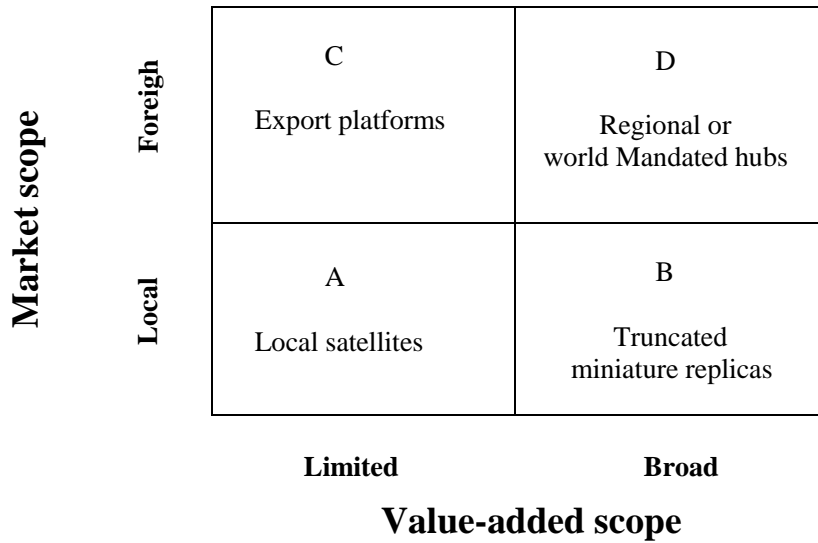 Market scope
Foreigh
Local
C
Export platforms
D
Regional or
world Mandated hubs
A
Local satellites
B
Truncated
miniature replicas
Limited
Broad
Value-added scope